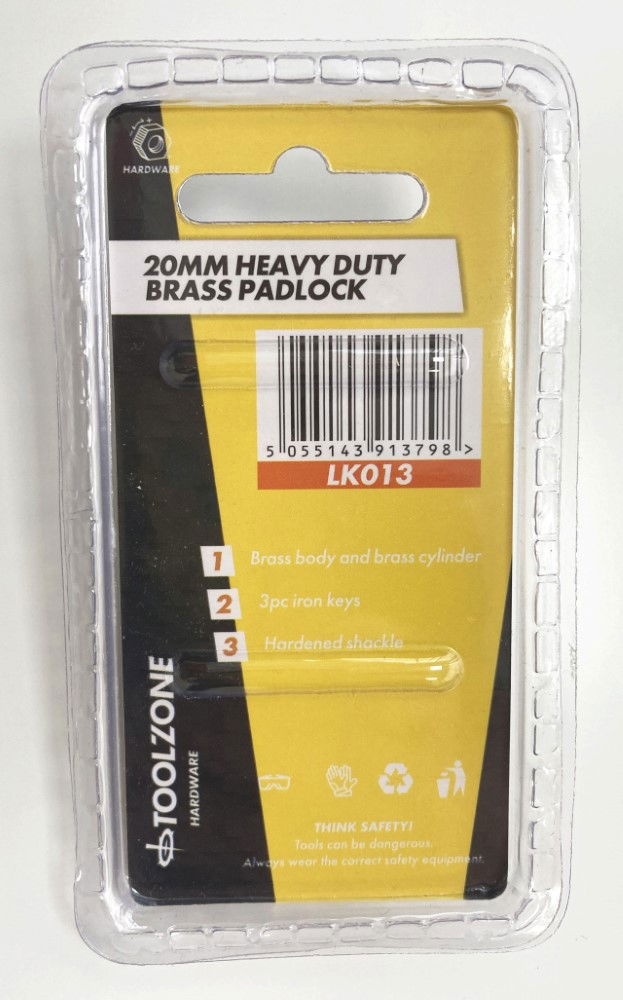 HARDWARE
20MM HEAVY DUTY
BRASS PADLOCK
5 055143 913798 >
LK013
1 Brass body and brass cylinder
2 3pc iron keys
3 Hardened shackle
TOOLZONE
HARDWARE
THINK SAFETY!
Tools can be dangerous.
Always wear the correct safety equipment.